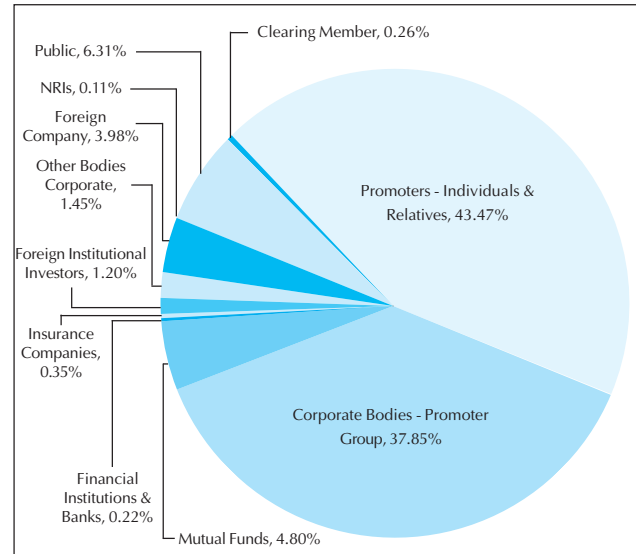 Clearing Member, 0.26%
Public, 6.31%
NRIs, 0.11%
Foreign
Company, 3.98%
Other Bodies
Corporate,
1.45%
Foreign Institutional
Investors, 1.20%
Insurance
Companies,
0.35%
Financial
Institutions &
Banks, 0.22%
Mutual Funds, 4.80%
Promoters - Individuals &
Relatives, 43.47%
Corporate Bodies - Promoter
Group, 37.85%